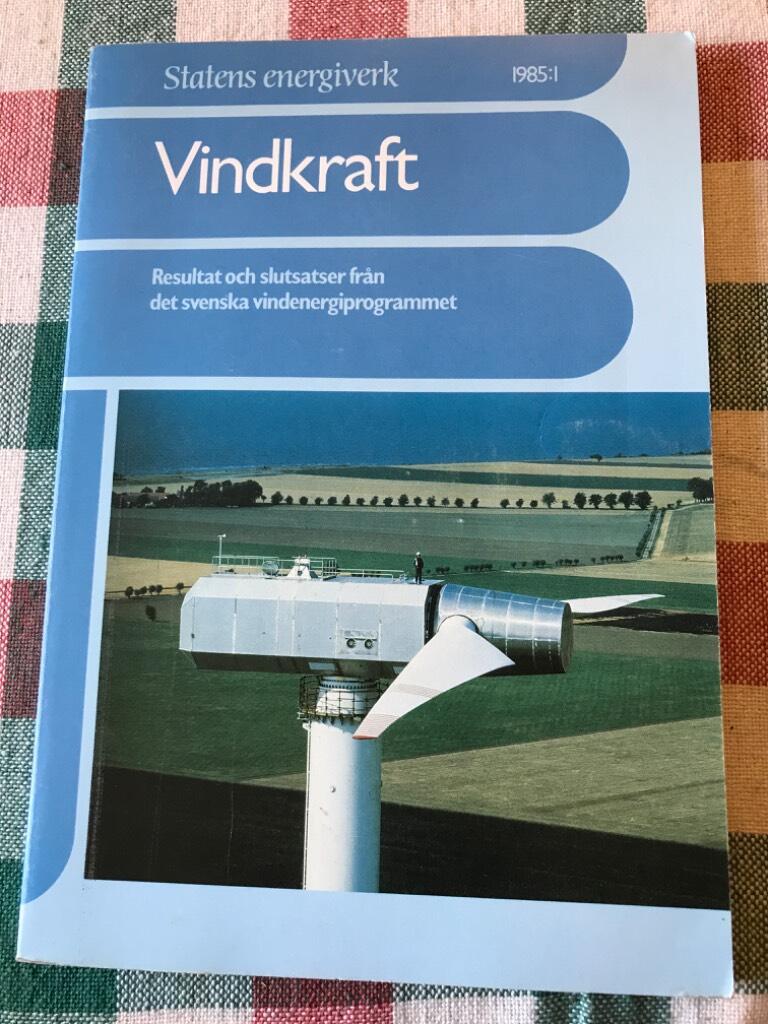 Statens energiverk 1985:1
Vindkraft
Resultat och slutsatser från
det svenska vindenergiprogrammet